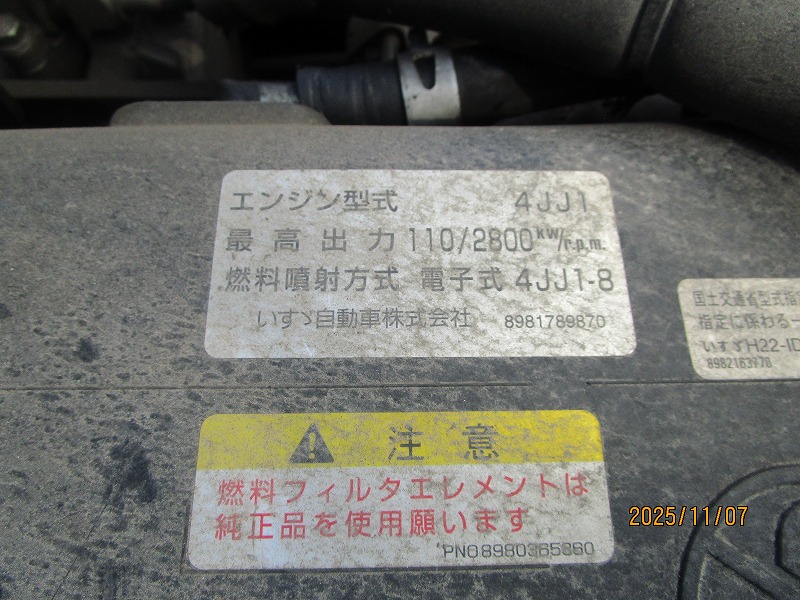 エンジン型式 4JJ1
最高出力 110/2800 kW/r.p.m.
燃料噴射方式 電子式 4JJ1-8
いすゞ自動車株式会社 8981789870
国土交通省型式指
指定に係わる一
いすゞH22-ID
8982163770
注意
燃料フィルタエレメントは
純正品を使用願います
PNO8980365360
2025/11/07